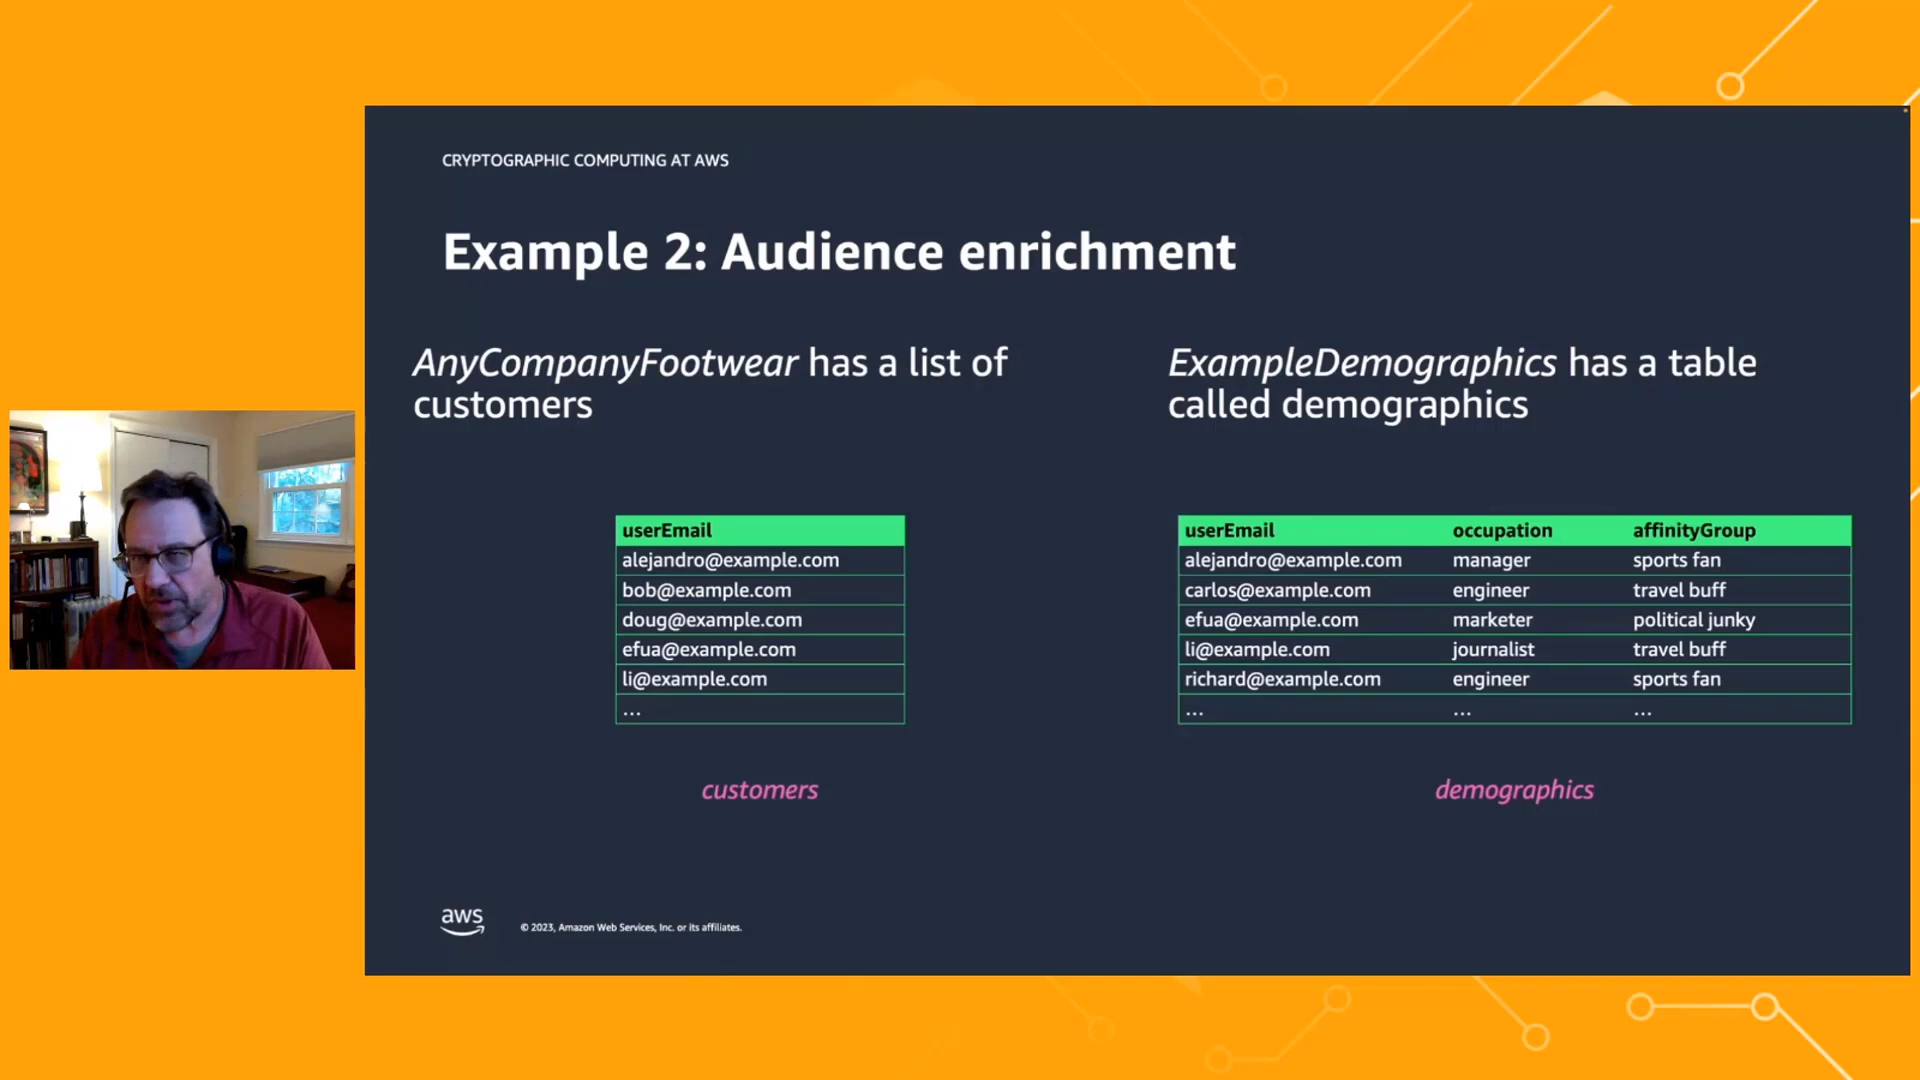 CRYPTOGRAPHIC COMPUTING AT AWS
Example 2: Audience enrichment
AnyCompanyFootwear has a list of
customers
userEmail
alejandro@example.com
bob@example.com
doug@example.com
efua@example.com
li@example.com
...
customers
ExampleDemographics has a table
called demographics
userEmail occupation affinityGroup
alejandro@example.com manager sports fan
carlos@example.com engineer travel buff
efua@example.com marketer political junky
li@example.com journalist travel buff
richard@example.com engineer sports fan
... ... ...
demographics
aws
© 2023, Amazon Web Services, Inc. or its affiliates.